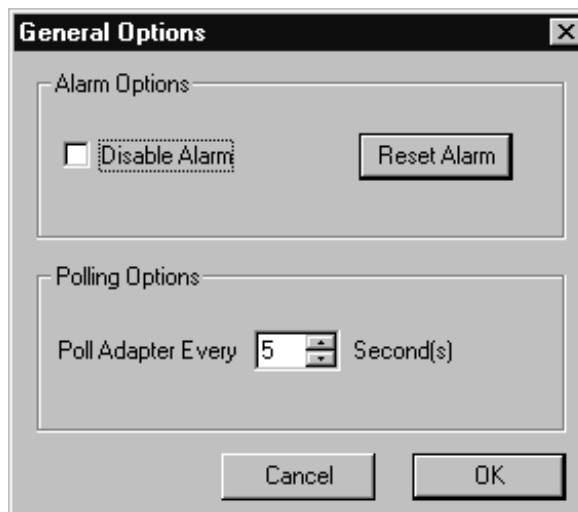 General Options
Alarm Options
Disable Alarm Reset Alarm
Polling Options
Poll Adapter Every 5 Second(s)
Cancel OK